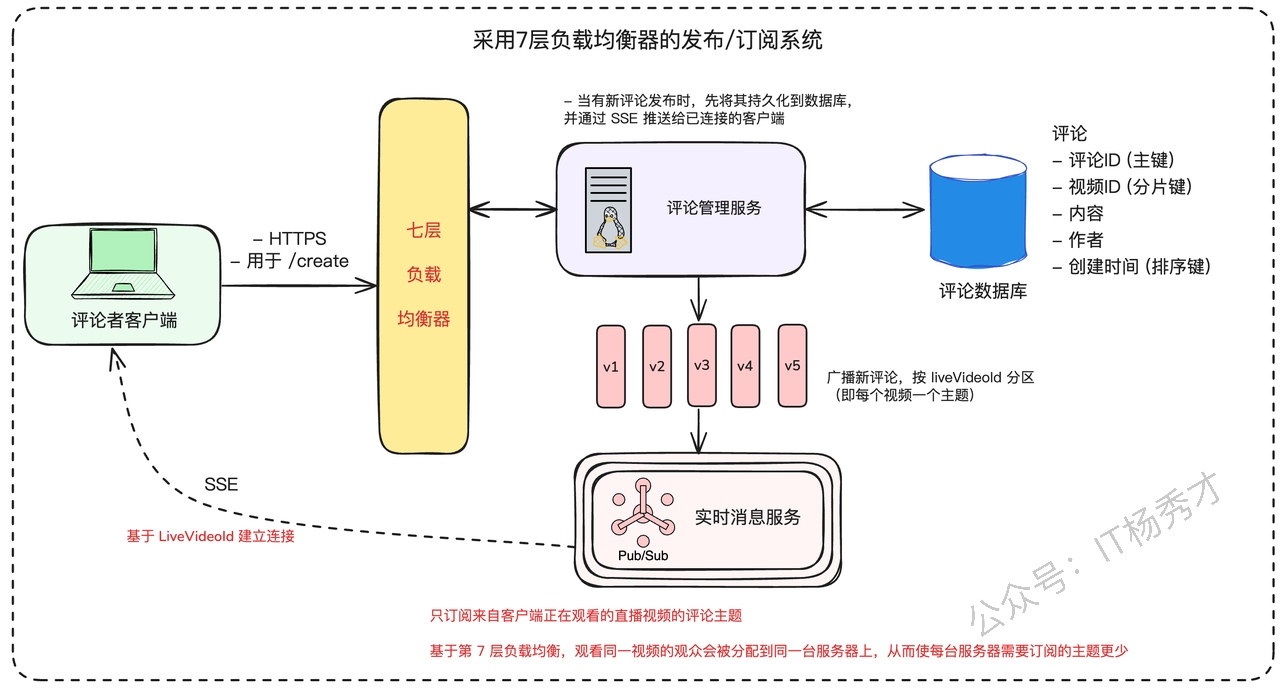 采用7层负载均衡器的发布/订阅系统
– 当有新评论发布时，先将其持久化到数据库，
并通过 SSE 推送给已连接的客户端
评论
– 评论ID（主键）
– 视频ID（分片键）
– 内容
– 作者
– 创建时间（排序键）
评论管理服务
评论数据库
七层
负载
均衡器
– HTTPS
– 用于 /create
评论者客户端
v1
v2
v3
v4
v5
广播新评论，按 liveVideoId 分区
（即每个视频一个主题）
SSE
基于 LiveVideoId 建立连接
实时消息服务
Pub/Sub
只订阅来自客户端正在观看的直播视频的评论主题
基于第 7 层负载均衡，观看同一视频的观众会被分配到同一台服务器上，从而使每台服务器需要订阅的主题更少
公众号：IT杨秀才